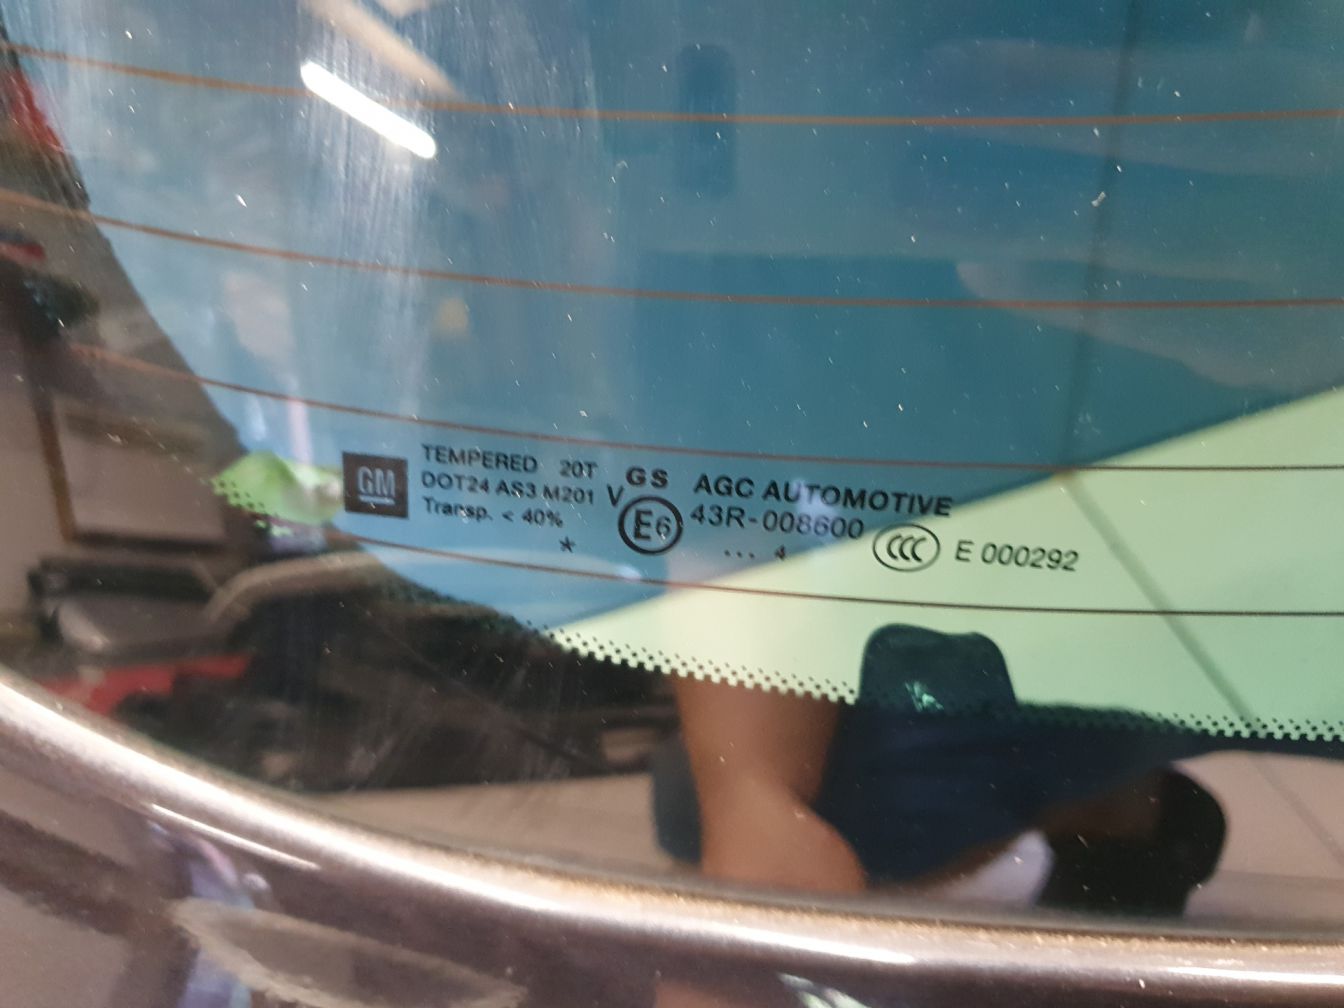 GM
TEMPERED 20T GS AGC AUTOMOTIVE
DOT24 AS3 M201 V E6 43R-008600
Transp. < 40% CCC E 000292
* ... 4